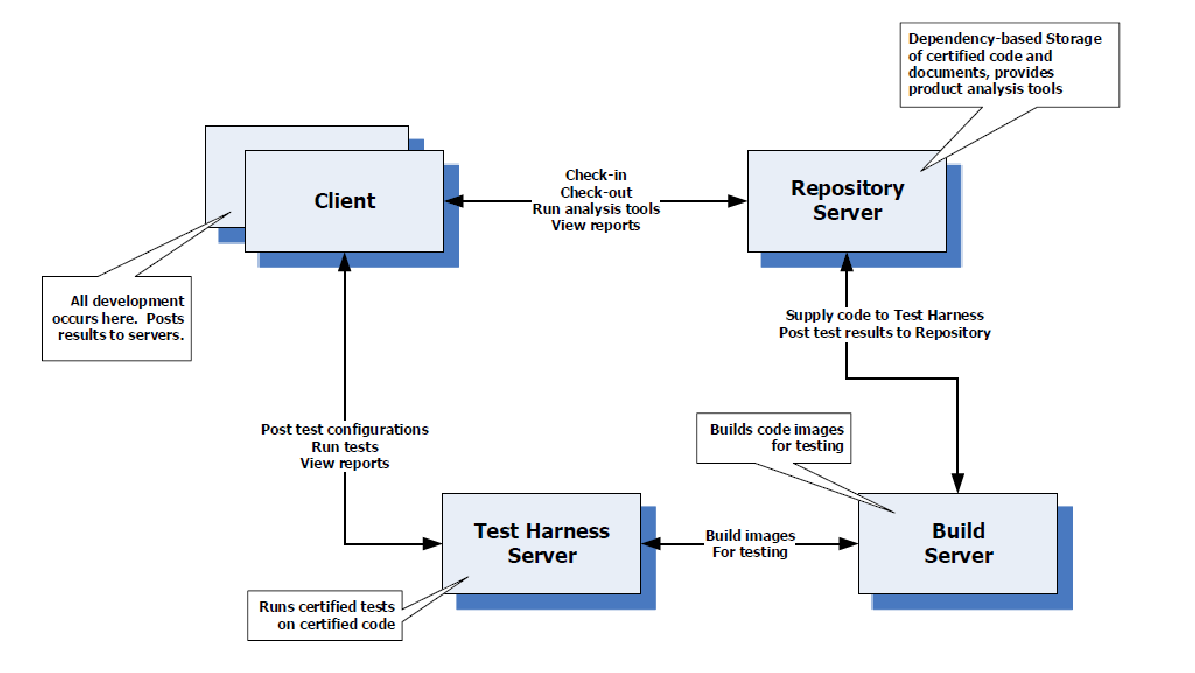 Dependency-based Storage
of certified code and
documents, provides
product analysis tools
Client
Check-in
Check-out
Run analysis tools
View reports
Repository
Server
All development
occurs here.  Posts
results to servers.
Supply code to Test Harness
Post test results to Repository
Post test configurations
Run tests
View reports
Builds code images
for testing
Test Harness
Server
Build images
For testing
Build
Server
Runs certified tests
on certified code